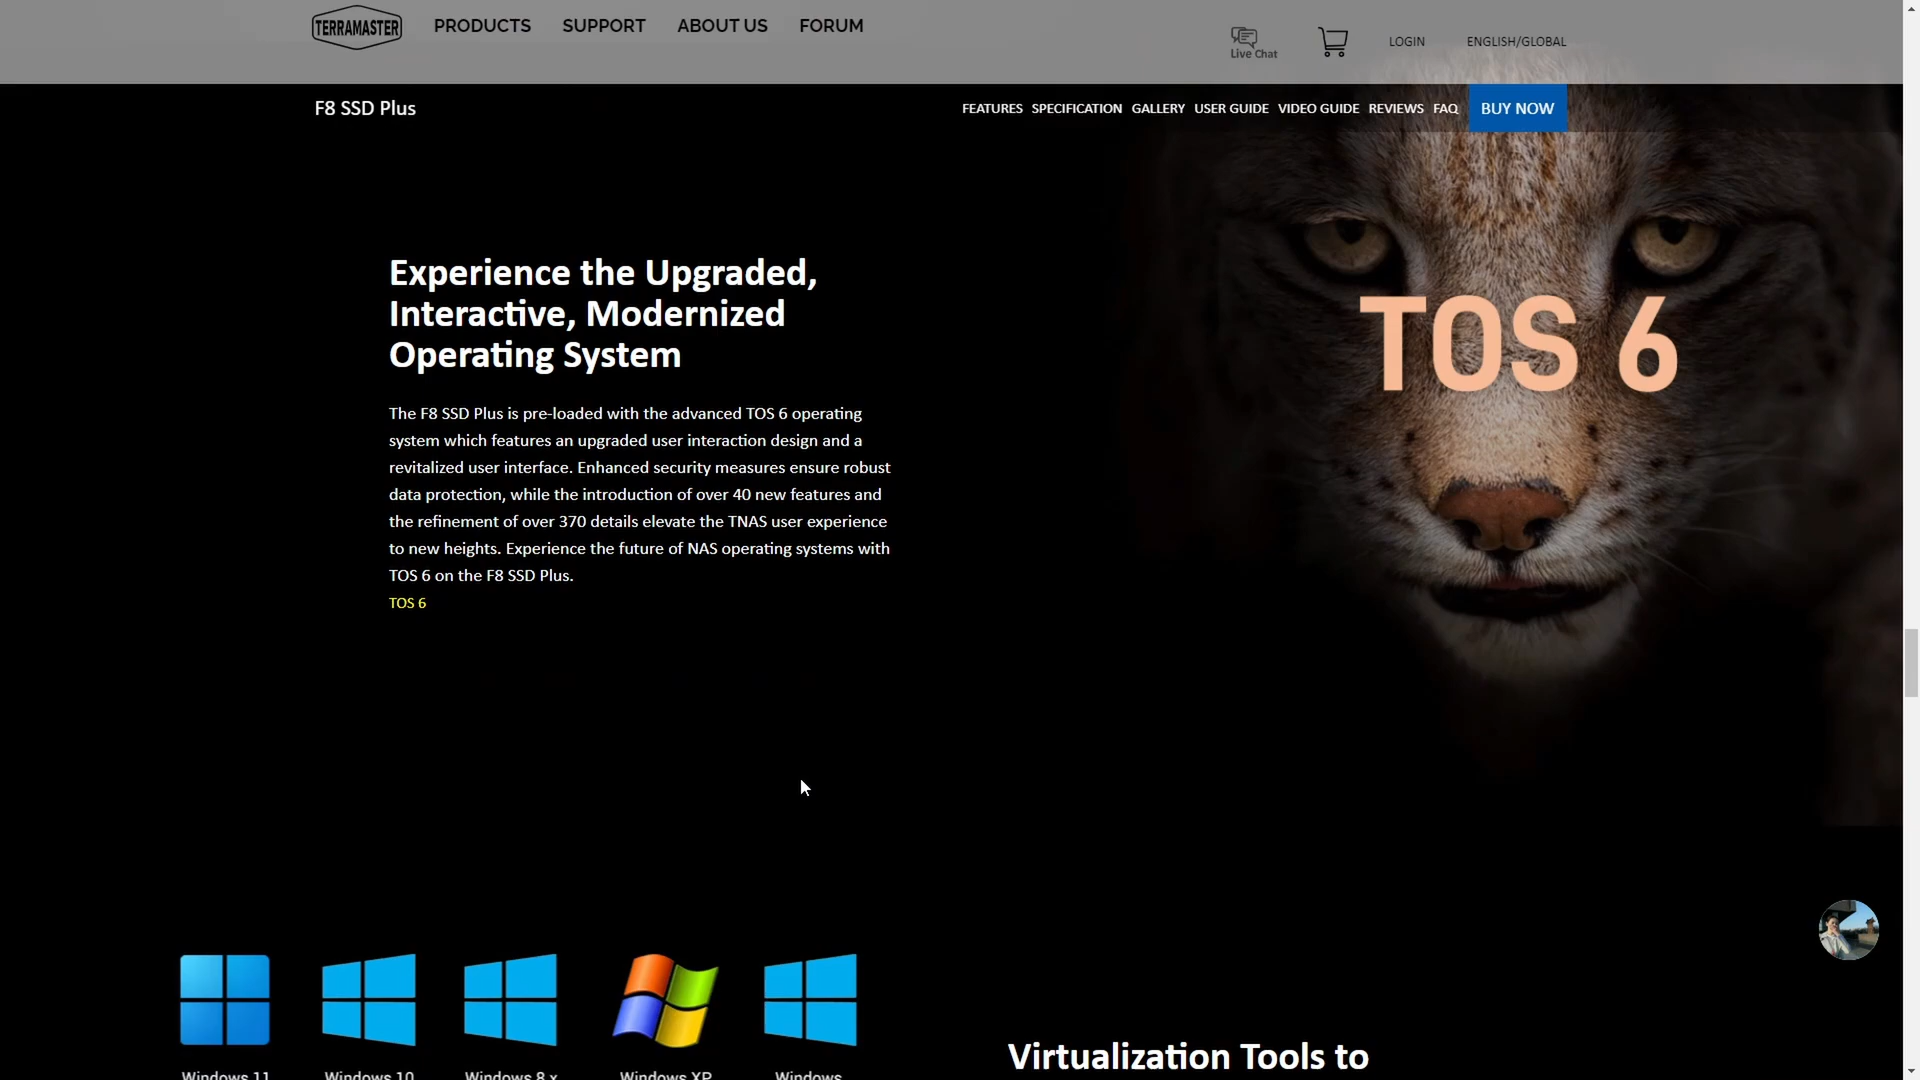 TERRAMASTER
PRODUCTS SUPPORT ABOUT US FORUM
Live Chat
LOGIN
ENGLISH/GLOBAL
F8 SSD Plus
FEATURES SPECIFICATION GALLERY USER GUIDE VIDEO GUIDE REVIEWS FAQ BUY NOW
Experience the Upgraded,
Interactive, Modernized
Operating System
The F8 SSD Plus is pre-loaded with the advanced TOS 6 operating
system which features an upgraded user interaction design and a
revitalized user interface. Enhanced security measures ensure robust
data protection, while the introduction of over 40 new features and
the refinement of over 370 details elevate the TNAS user experience
to new heights. Experience the future of NAS operating systems with
TOS 6 on the F8 SSD Plus.
TOS 6
TOS 6
Windows 11 Windows 10 Windows 8.x Windows XP Windows
Virtualization Tools to